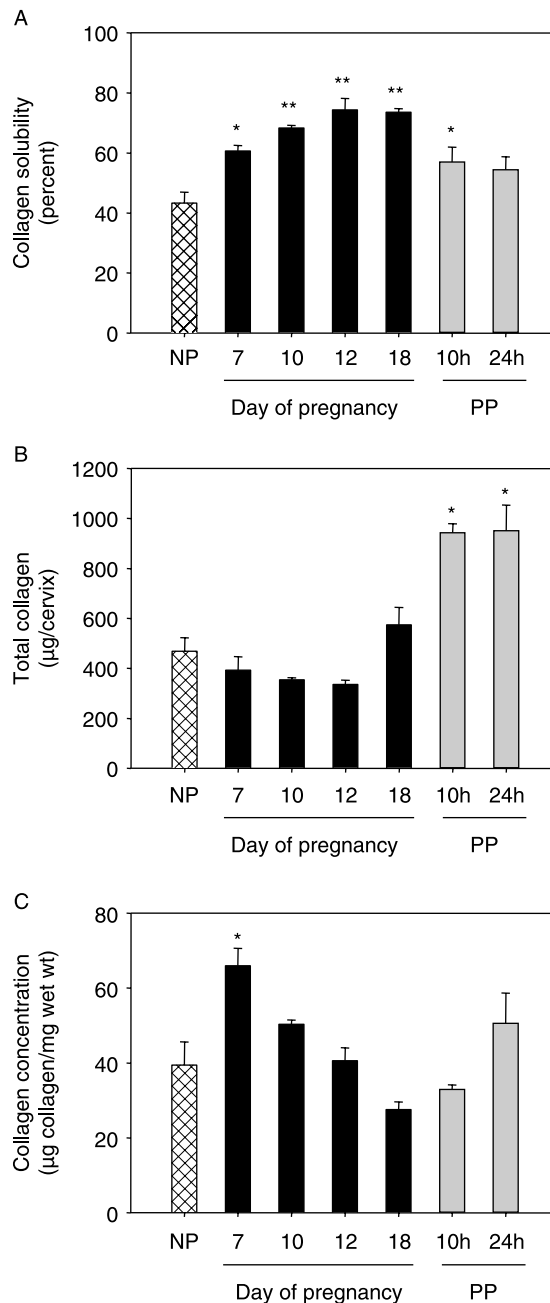 A
Collagen solubility
(percent)
100
80
60
40
20
0
*
**
**
**
*
NP
7
10
12
18
10h
24h
Day of pregnancy
PP
B
Total collagen
(µg/cervix)
1200
1000
800
600
400
200
0
*
*
NP
7
10
12
18
10h
24h
Day of pregnancy
PP
C
Collagen concentration
(µg collagen/mg wet wt)
80
60
40
20
0
*
NP
7
10
12
18
10h
24h
Day of pregnancy
PP